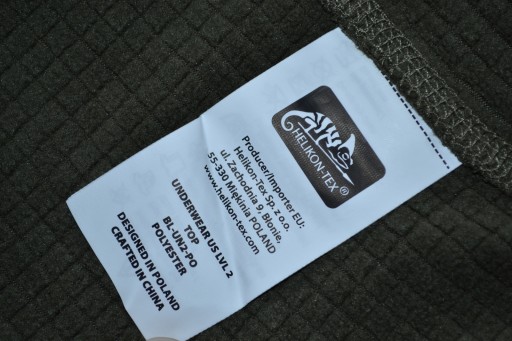 HELIKON-TEX®
Producer/Importer EU:
Helikon-Tex Sp. z o.o.
ul. Zachodnia 9, Błonie,
55-330 Miękinia POLAND
www.helikon-tex.com
UNDERWEAR US LVL 2
TOP
BL-UN2-PO
POLYESTER
DESIGNED IN POLAND
CRAFTED IN CHINA